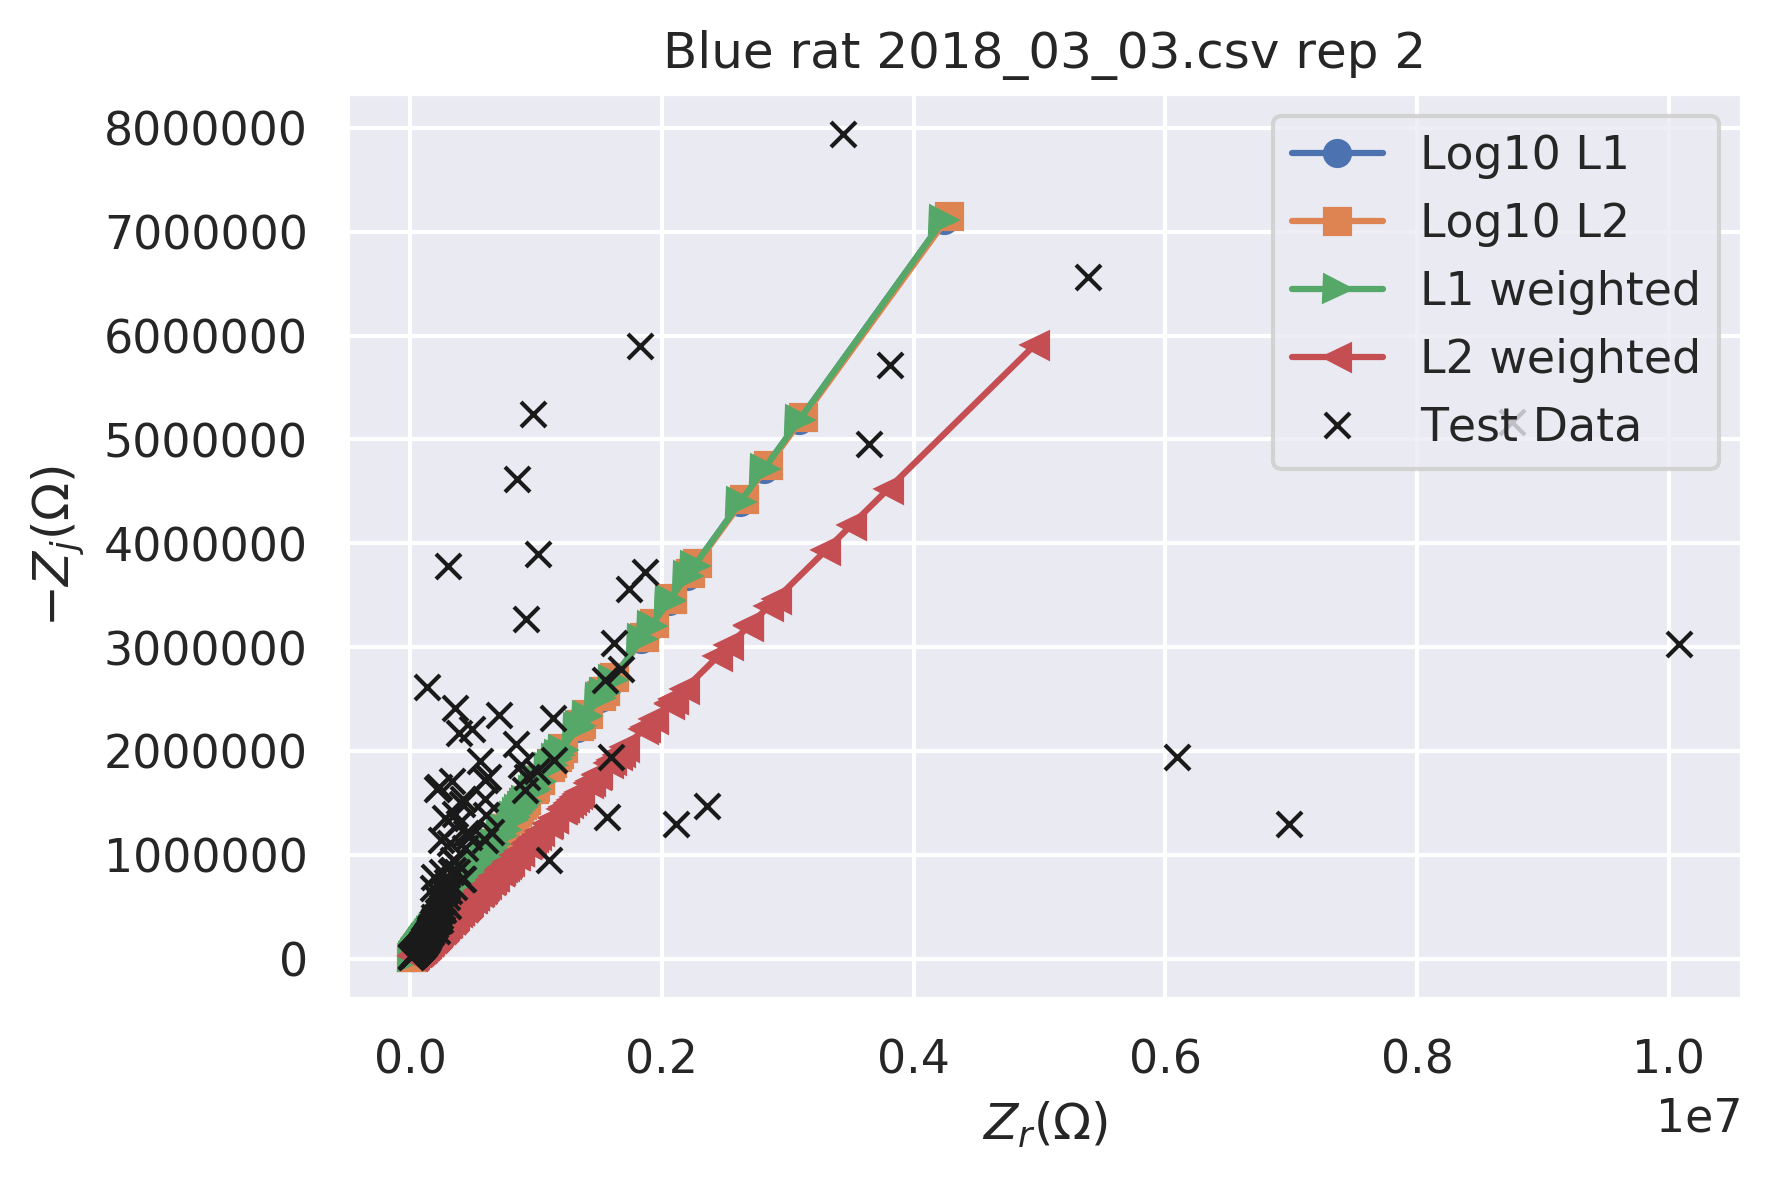 Blue rat 2018_03_03.csv rep 2
8000000
7000000
6000000
5000000
4000000
3000000
2000000
1000000
0
−Zj(Ω)
Log10 L1
Log10 L2
L1 weighted
L2 weighted
Test Data
0.0 0.2 0.4 0.6 0.8 1.0
1e7
Zr(Ω)